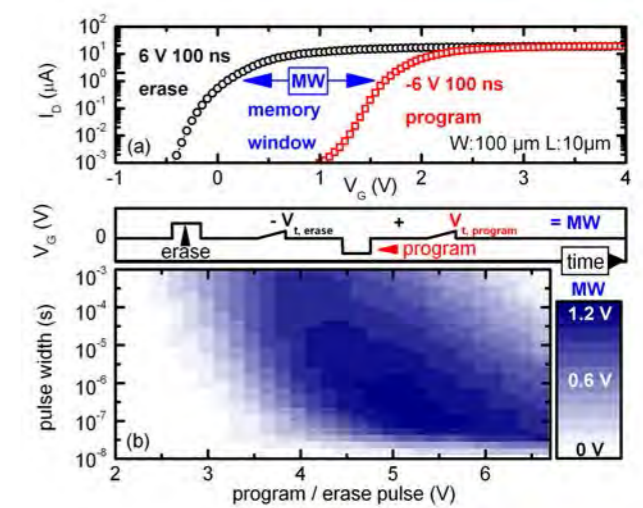 10²
10¹
10⁰
10⁻¹
10⁻²
10⁻³
I_D (μA)
6 V 100 ns
erase
MW
memory
window
-6 V 100 ns
program
(a)
W:100 μm L:10μm
-1 0 1 2 3 4
V_G (V)
V_G (V)
0
erase
- V_t, erase
+
V_t, program
= MW
program
time
MW
1.2 V
0.6 V
0 V
pulse width (s)
10⁻³
10⁻⁴
10⁻⁵
10⁻⁶
10⁻⁷
10⁻⁸
(b)
2 3 4 5 6
program / erase pulse (V)